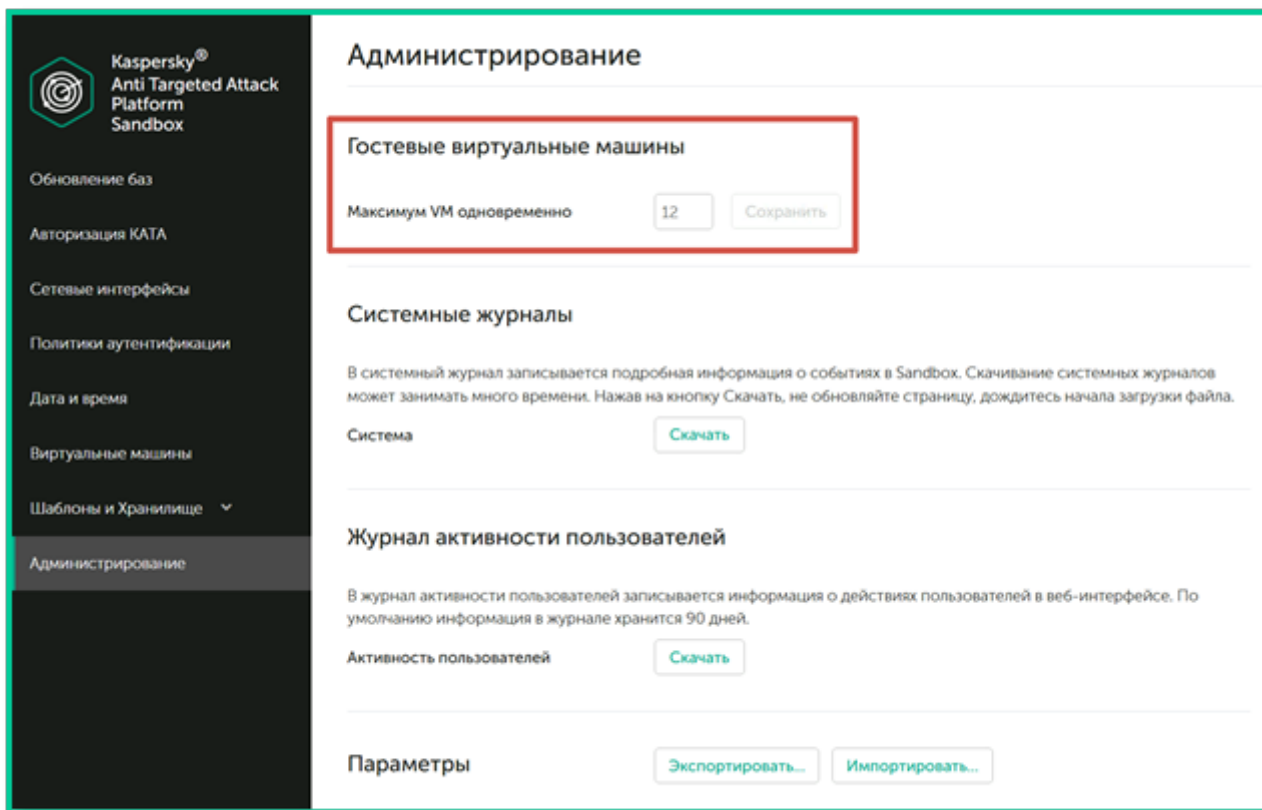 Kaspersky®
Anti Targeted Attack
Platform
Sandbox
Обновление баз
Авторизация KATA
Сетевые интерфейсы
Политики аутентификации
Дата и время
Виртуальные машины
Шаблоны и Хранилище
Администрирование
Администрирование
Гостевые виртуальные машины
Максимум VM одновременно 12 Сохранить
Системные журналы
В системный журнал записывается подробная информация о событиях в Sandbox. Скачивание системных журналов
может занимать много времени. Нажав на кнопку Скачать, не обновляйте страницу, дождитесь начала загрузки файла.
Система Скачать
Журнал активности пользователей
В журнал активности пользователей записывается информация о действиях пользователей в веб-интерфейсе. По
умолчанию информация в журнале хранится 90 дней.
Активность пользователей Скачать
Параметры Экспортировать... Импортировать...